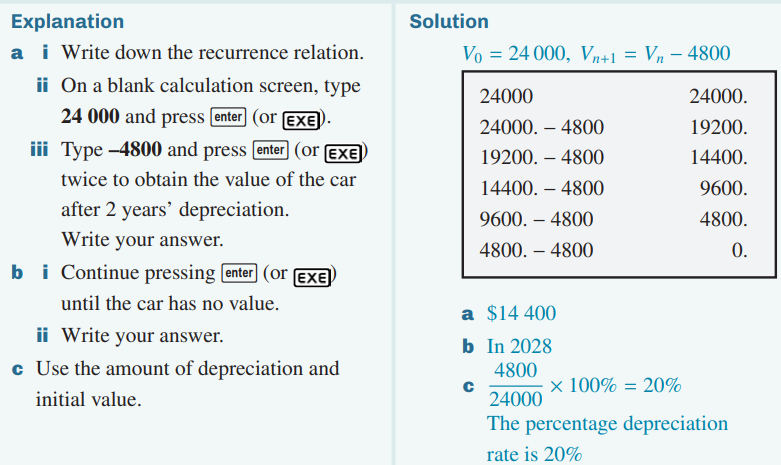 Explanation
a i Write down the recurrence relation.
ii On a blank calculation screen, type
24 000 and press enter (or EXE).
iii Type –4800 and press enter (or EXE)
twice to obtain the value of the car
after 2 years’ depreciation.
Write your answer.
b i Continue pressing enter (or EXE)
until the car has no value.
ii Write your answer.
c Use the amount of depreciation and
initial value.
Solution
V₀ = 24 000, Vₙ₊₁ = Vₙ − 4800
24000 24000.
24000. – 4800 19200.
19200. – 4800 14400.
14400. – 4800 9600.
9600. – 4800 4800.
4800. – 4800 0.
a $14 400
b In 2028
c 4800/24000 × 100% = 20%
The percentage depreciation
rate is 20%